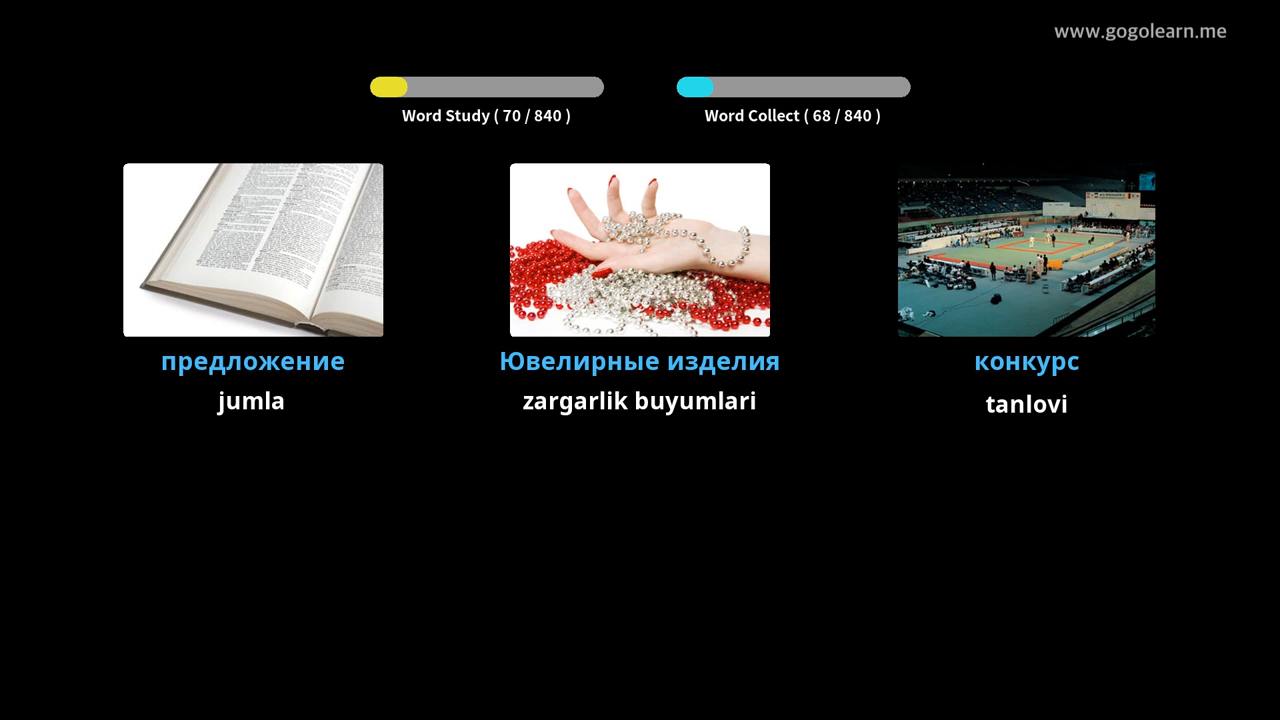 www.gogolearn.me
Word Study ( 70 / 840 )
Word Collect ( 68 / 840 )
предложение
Ювелирные изделия
конкурс
jumla
zargarlik buyumlari
tanlovi